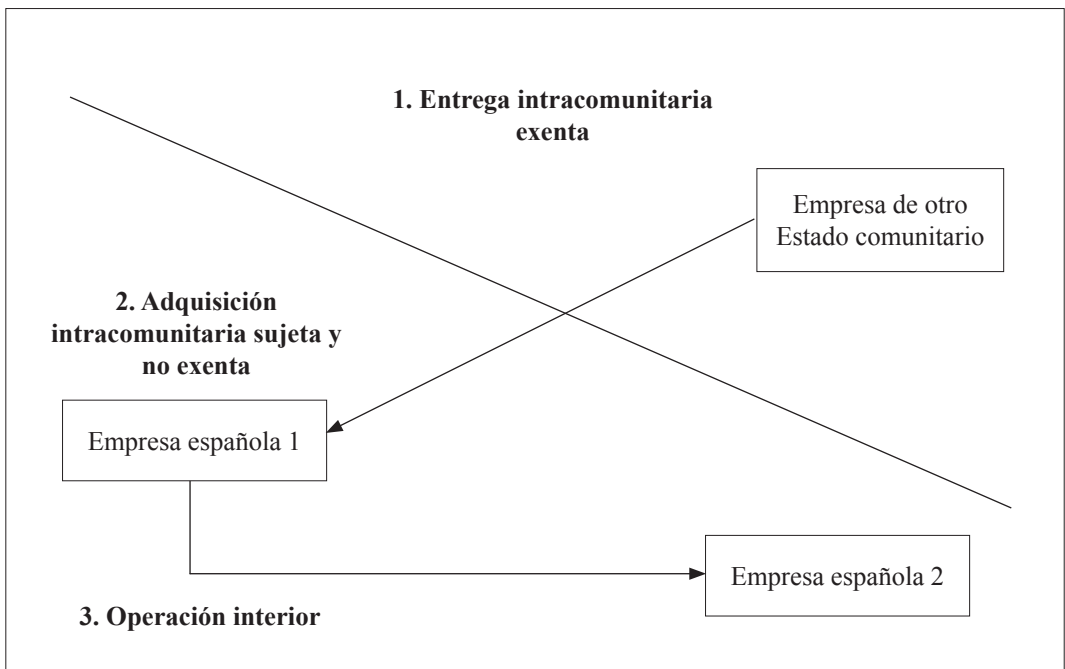 1. Entrega intracomunitaria
exenta
Empresa de otro
Estado comunitario
2. Adquisición
intracomunitaria sujeta y
no exenta
Empresa española 1
Empresa española 2
3. Operación interior